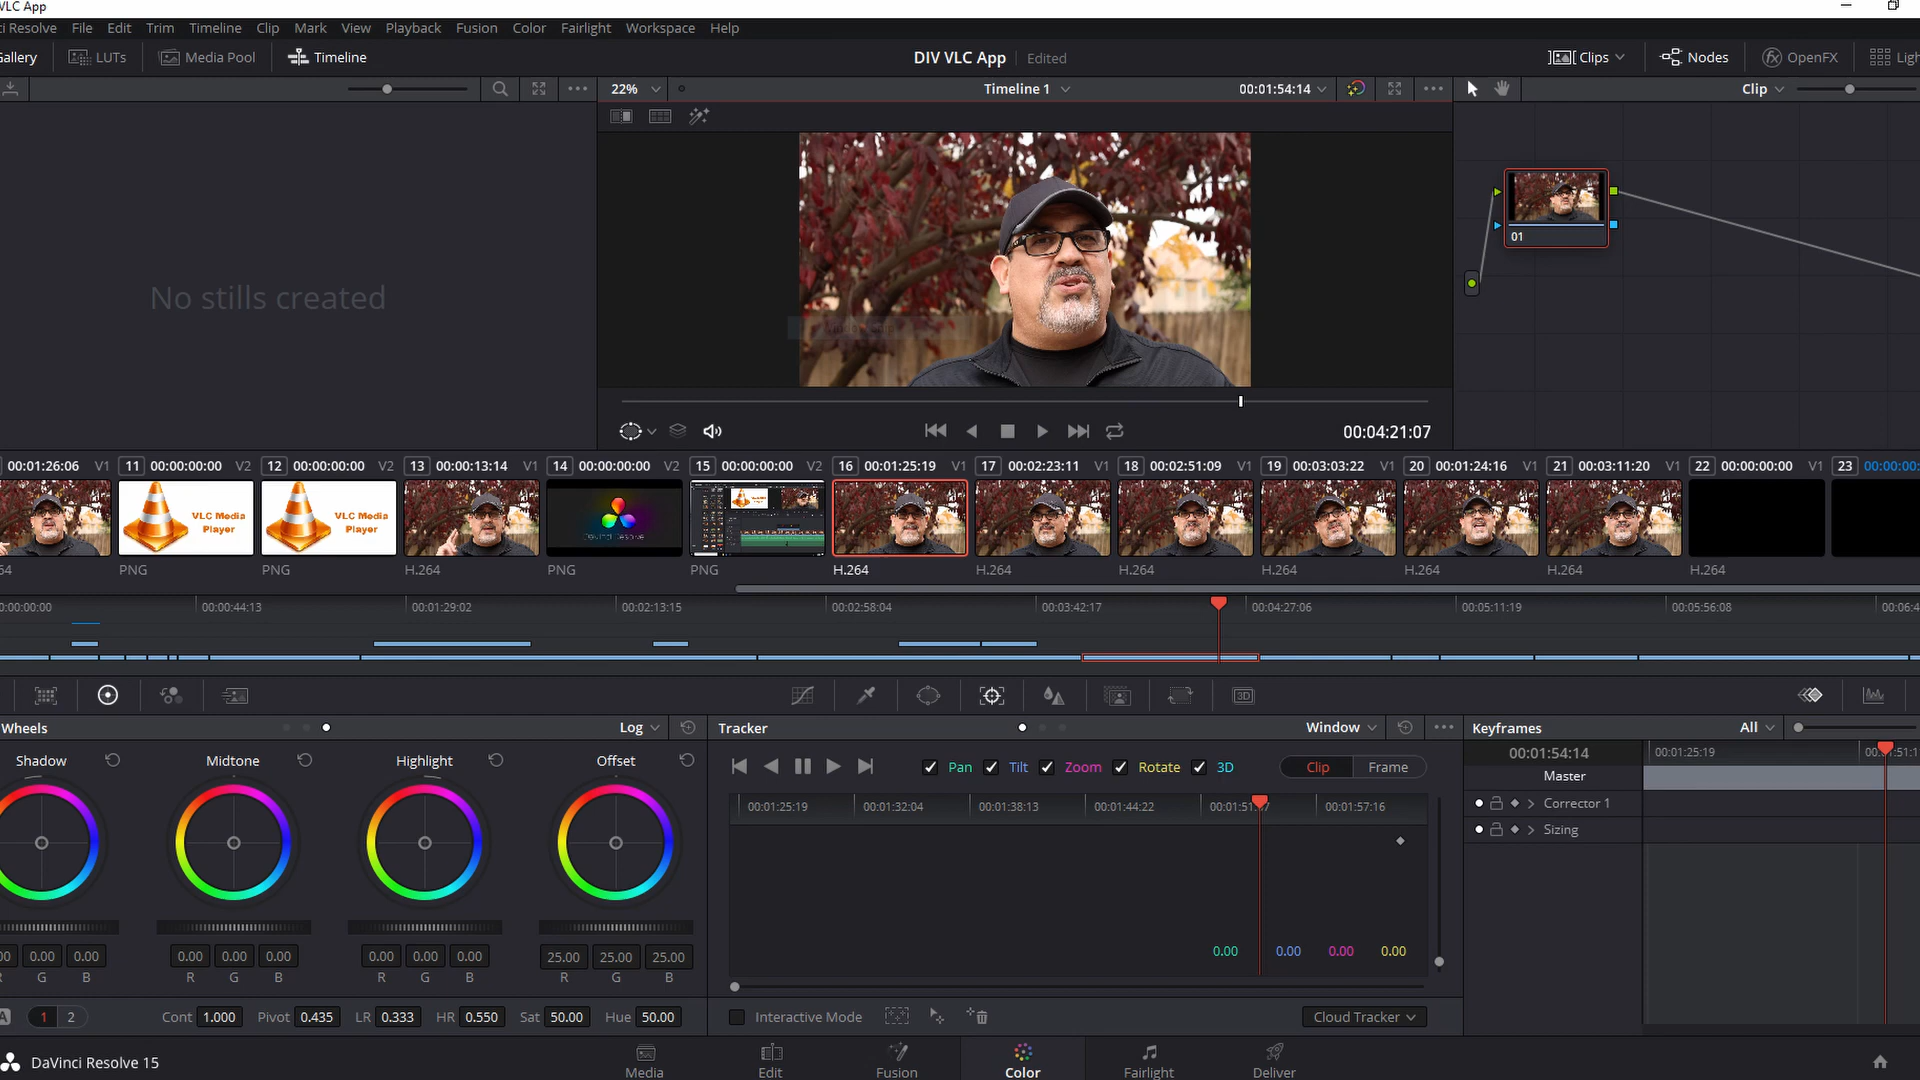 VLC App
ci Resolve File Edit Trim Timeline Clip Mark View Playback Fusion Color Fairlight Workspace Help
Gallery LUTs Media Pool Timeline DIV VLC App Edited Clips Nodes OpenFX Ligh
22% Timeline 1 00:01:54:14 Clip
No stills created
01
00:04:21:07
00:01:26:06 V1 11 00:00:00:00 V2 12 00:00:00:00 V2 13 00:00:13:14 V1 14 00:00:00:00 V2 15 00:00:00:00 V2 16 00:01:25:19 V1 17 00:02:23:11 V1 18 00:02:51:09 V1 19 00:03:03:22 V1 20 00:01:24:16 V1 21 00:03:11:20 V1 22 00:00:00:00 V1 23 00:00:00:
VLC Media VLC Media
Player Player
DaVinci Resolve
64 PNG PNG H.264 PNG PNG H.264 H.264 H.264 H.264 H.264 H.264 H.264
0:00:00:00 00:00:44:13 00:01:29:02 00:02:13:15 00:02:58:04 00:03:42:17 00:04:27:06 00:05:11:19 00:05:56:08 00:06:4
3D
Wheels Log Tracker Window Keyframes All
Shadow Midtone Highlight Offset
Pan Tilt Zoom Rotate 3D Clip Frame
00:01:54:14 00:01:25:19
00:01:25:19 00:01:32:04 00:01:38:13 00:01:44:22 00:01:57:16
Master
Corrector 1
Sizing
0.00 0.00 0.00 0.00
00 0.00 0.00 0.00 0.00 0.00 0.00 0.00 0.00 25.00 25.00 25.00
R G B R G B R G B R G B
A 1 2 Cont 1.000 Pivot 0.435 LR 0.333 HR 0.550 Sat 50.00 Hue 50.00 Interactive Mode Cloud Tracker
DaVinci Resolve 15 Media Edit Fusion Color Fairlight Deliver